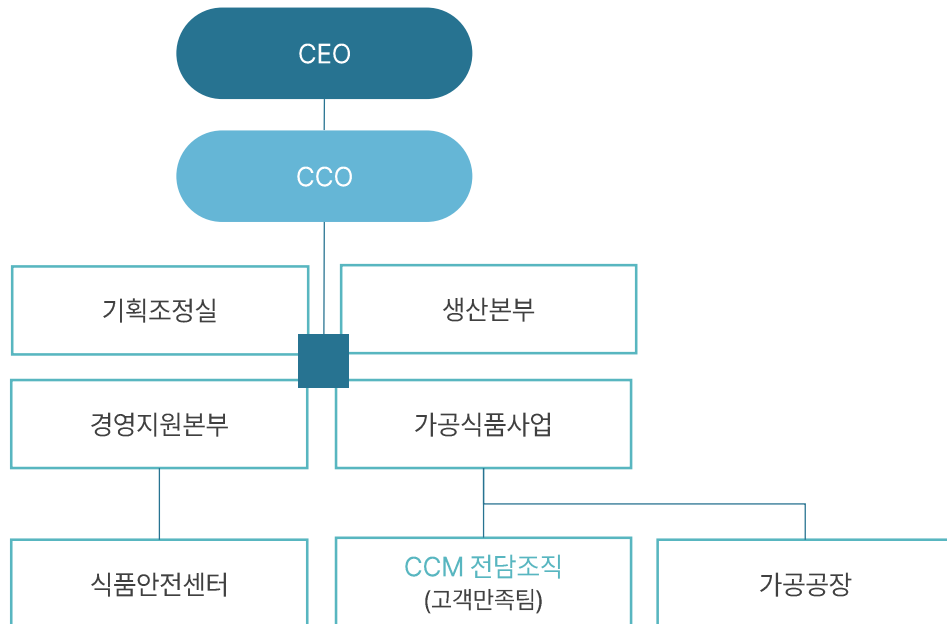 CEO
CCO
기획조정실
생산본부
경영지원본부
가공식품사업
식품안전센터
CCM 전담조직
(고객만족팀)
가공공장